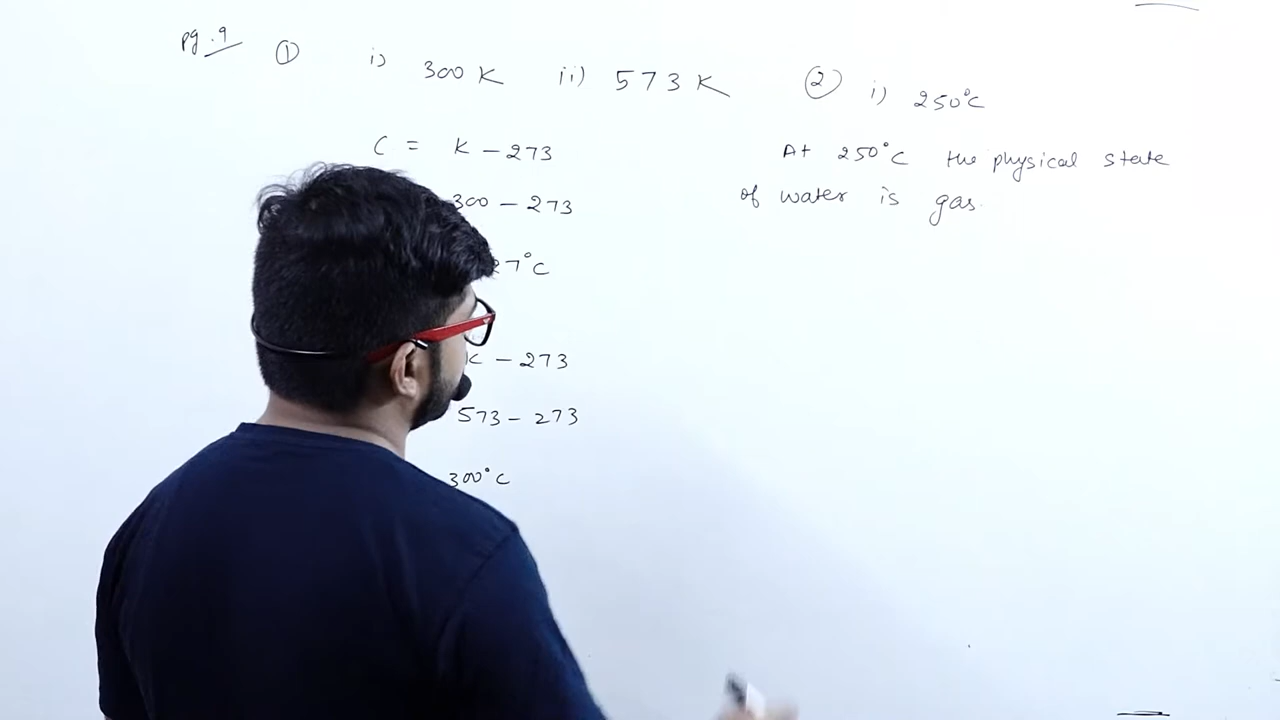 pg. 9 ① i) 300 K ii) 573 K ② i) 250°C
C = K - 273
300 - 273
27°C
K - 273
573 - 273
300°C
At 250°C the physical state
of water is gas.